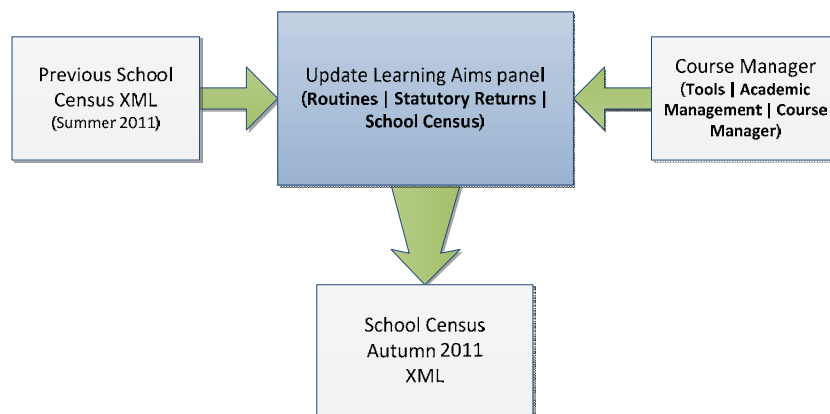 Previous School
Census XML
(Summer 2011)
Update Learning Aims panel
(Routines | Statutory Returns |
School Census)
Course Manager
(Tools | Academic
Management | Course
Manager)
School Census
Autumn 2011
XML